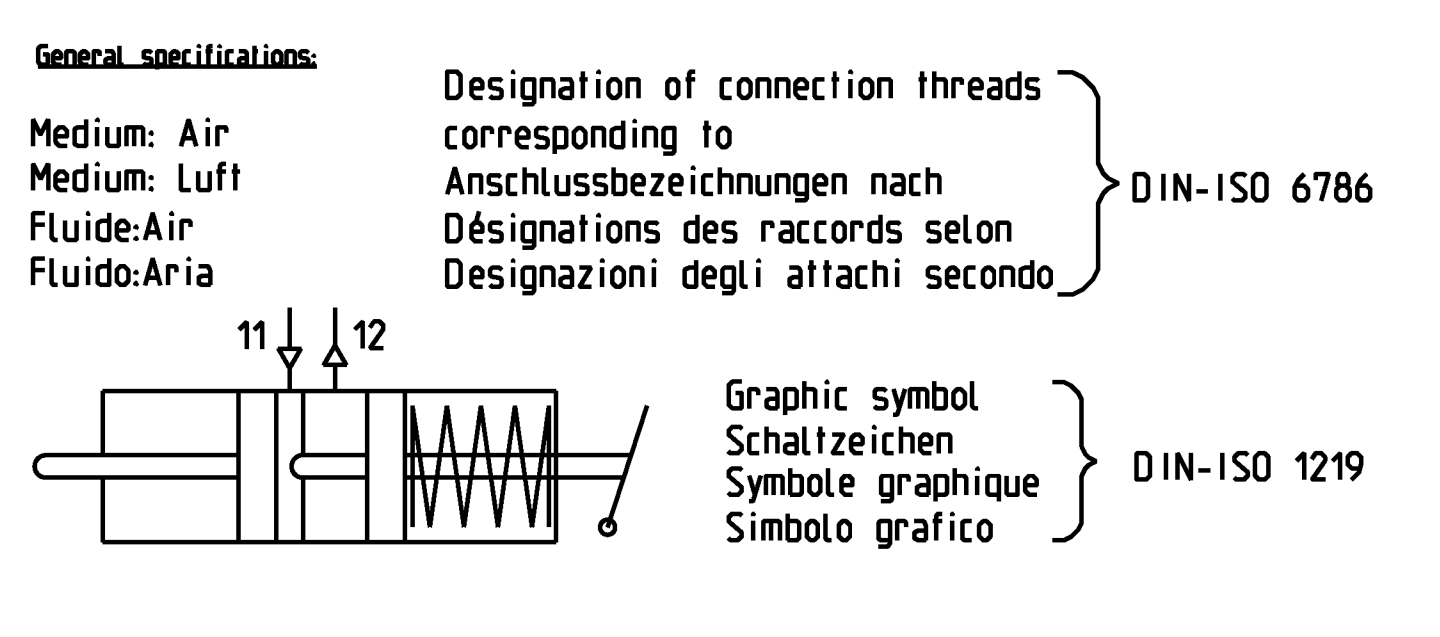 General specifications:
Medium: Air
Medium: Luft
Fluide:Air
Fluido:Aria
Designation of connection threads
corresponding to
Anschlussbezeichnungen nach
Désignations des raccords selon
Designazioni degli attachi secondo
DIN-ISO 6786
11
12
Graphic symbol
Schaltzeichen
Symbole graphique
Simbolo grafico
DIN-ISO 1219